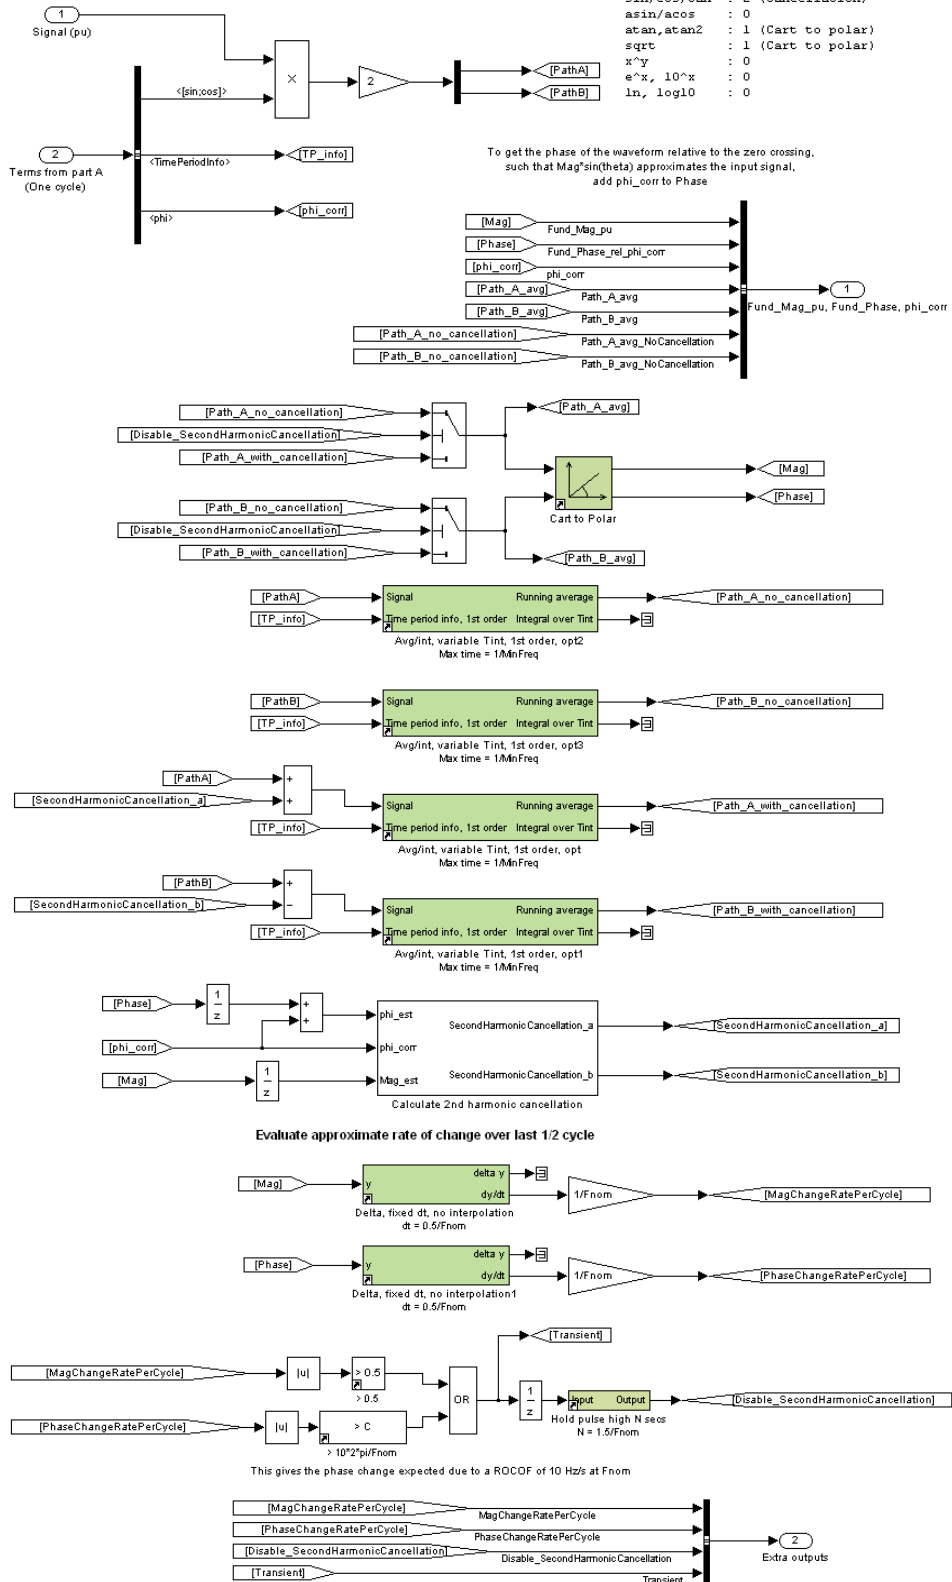 1
Signal (pu)
asin/acos : 0
atan,atan2 : 1 (Cart to polar)
sqrt : 1 (Cart to polar)
x^y : 0
e^x, 10^x : 0
ln, log10 : 0
×
2
[PathA]
[PathB]
<[sin;cos]>
2
Terms from part A
(One cycle)
<TimePeriodInfo>
[TP_info]
<phi>
[phi_corr]
To get the phase of the waveform relative to the zero crossing,
such that Mag*sin(theta) approximates the input signal,
add phi_corr to Phase
[Mag]
Fund_Mag_pu
[Phase]
Fund_Phase_rel_phi_corr
[phi_corr]
phi_corr
[Path_A_avg]
Path_A_avg
[Path_B_avg]
Path_B_avg
[Path_A_no_cancellation]
Path_A_avg_NoCancellation
[Path_B_no_cancellation]
Path_B_avg_NoCancellation
1
Fund_Mag_pu, Fund_Phase, phi_corr
[Path_A_no_cancellation]
[Disable_SecondHarmonicCancellation]
[Path_A_with_cancellation]
[Path_A_avg]
[Mag]
[Phase]
Cart to Polar
[Path_B_no_cancellation]
[Disable_SecondHarmonicCancellation]
[Path_B_with_cancellation]
[Path_B_avg]
[PathA]
[TP_info]
Signal Running average
Time period info, 1st order Integral over Tint
[Path_A_no_cancellation]
Avg/int, variable Tint, 1st order, opt2
Max time = 1/MinFreq
[PathB]
[TP_info]
Signal Running average
Time period info, 1st order Integral over Tint
[Path_B_no_cancellation]
Avg/int, variable Tint, 1st order, opt3
Max time = 1/MinFreq
[PathA]
[SecondHarmonicCancellation_a]
+
+
[TP_info]
Signal Running average
Time period info, 1st order Integral over Tint
[Path_A_with_cancellation]
Avg/int, variable Tint, 1st order, opt
Max time = 1/MinFreq
[PathB]
[SecondHarmonicCancellation_b]
+
−
[TP_info]
Signal Running average
Time period info, 1st order Integral over Tint
[Path_B_with_cancellation]
Avg/int, variable Tint, 1st order, opt1
Max time = 1/MinFreq
[Phase]
1
z
+
+
[phi_corr]
[Mag]
1
z
phi_est
phi_corr
Mag_est
SecondHarmonicCancellation_a
SecondHarmonicCancellation_b
[SecondHarmonicCancellation_a]
[SecondHarmonicCancellation_b]
Calculate 2nd harmonic cancellation
Evaluate approximate rate of change over last 1/2 cycle
[Mag]
y
delta y
dy/dt
1/Fnom
[MagChangeRatePerCycle]
Delta, fixed dt, no interpolation
dt = 0.5/Fnom
[Phase]
y
delta y
dy/dt
1/Fnom
[PhaseChangeRatePerCycle]
Delta, fixed dt, no interpolation1
dt = 0.5/Fnom
[Transient]
[MagChangeRatePerCycle]
|u|
> 0.5
> 0.5
OR
1
z
Input Output
[Disable_SecondHarmonicCancellation]
Hold pulse high N secs
N = 1.5/Fnom
[PhaseChangeRatePerCycle]
|u|
> C
> 10*2*pi/Fnom
This gives the phase change expected due to a ROCOF of 10 Hz/s at Fnom
[MagChangeRatePerCycle]
MagChangeRatePerCycle
[PhaseChangeRatePerCycle]
PhaseChangeRatePerCycle
[Disable_SecondHarmonicCancellation]
Disable_SecondHarmonicCancellation
[Transient]
Transient
2
Extra outputs